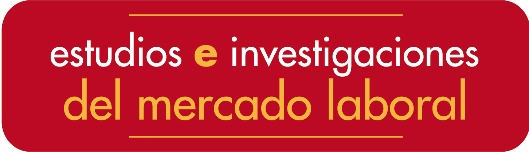 estudios e investigaciones
del mercado laboral